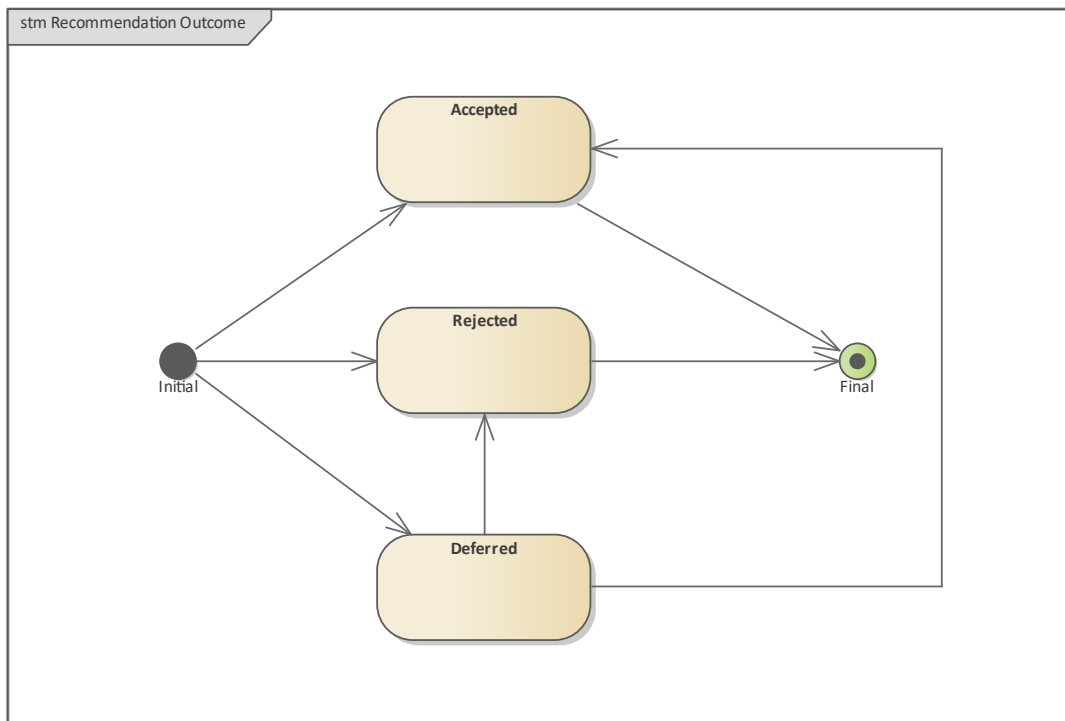 stm Recommendation Outcome
Accepted
Rejected
Initial
Final
Deferred